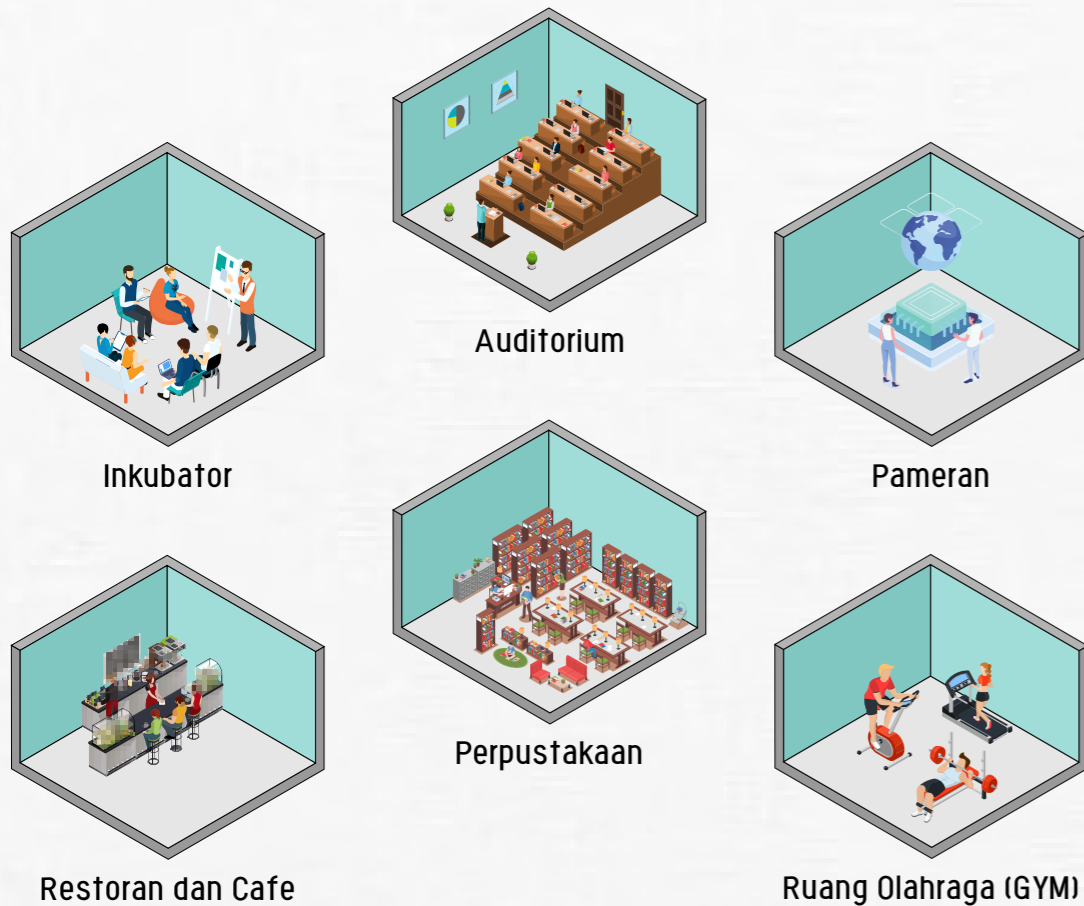 Auditorium
Inkubator
Pameran
Perpustakaan
Restoran dan Cafe
Ruang Olahraga (GYM)